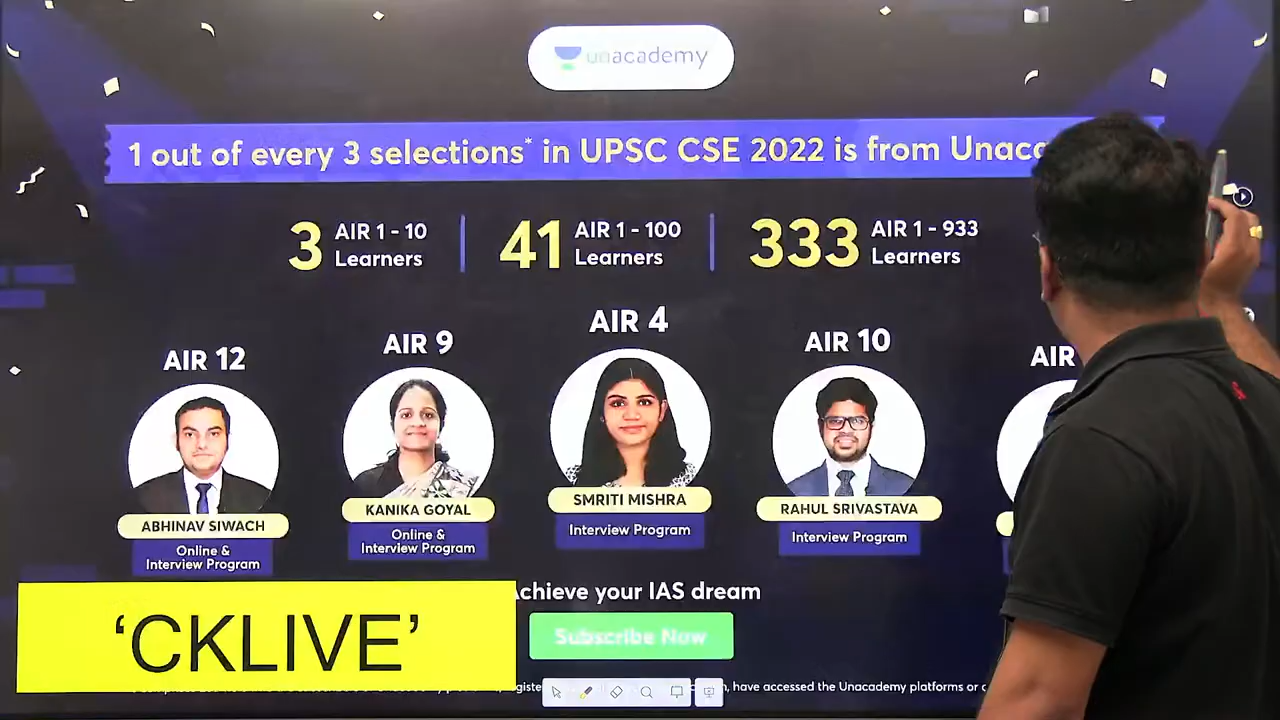 unacademy
1 out of every 3 selections* in UPSC CSE 2022 is from
3 AIR 1 - 10 Learners
41 AIR 1 - 100 Learners
333 AIR 1 - 933 Learners
AIR 12
AIR 9
AIR 4
AIR 10
AIR
ABHINAV SIWACH
Online &
Interview Program
KANIKA GOYAL
Online &
Interview Program
SMRITI MISHRA
Interview Program
RAHUL SRIVASTAVA
Interview Program
Achieve your IAS dream
Subscribe Now
‘CKLIVE’
, have accessed the Unacademy platforms or